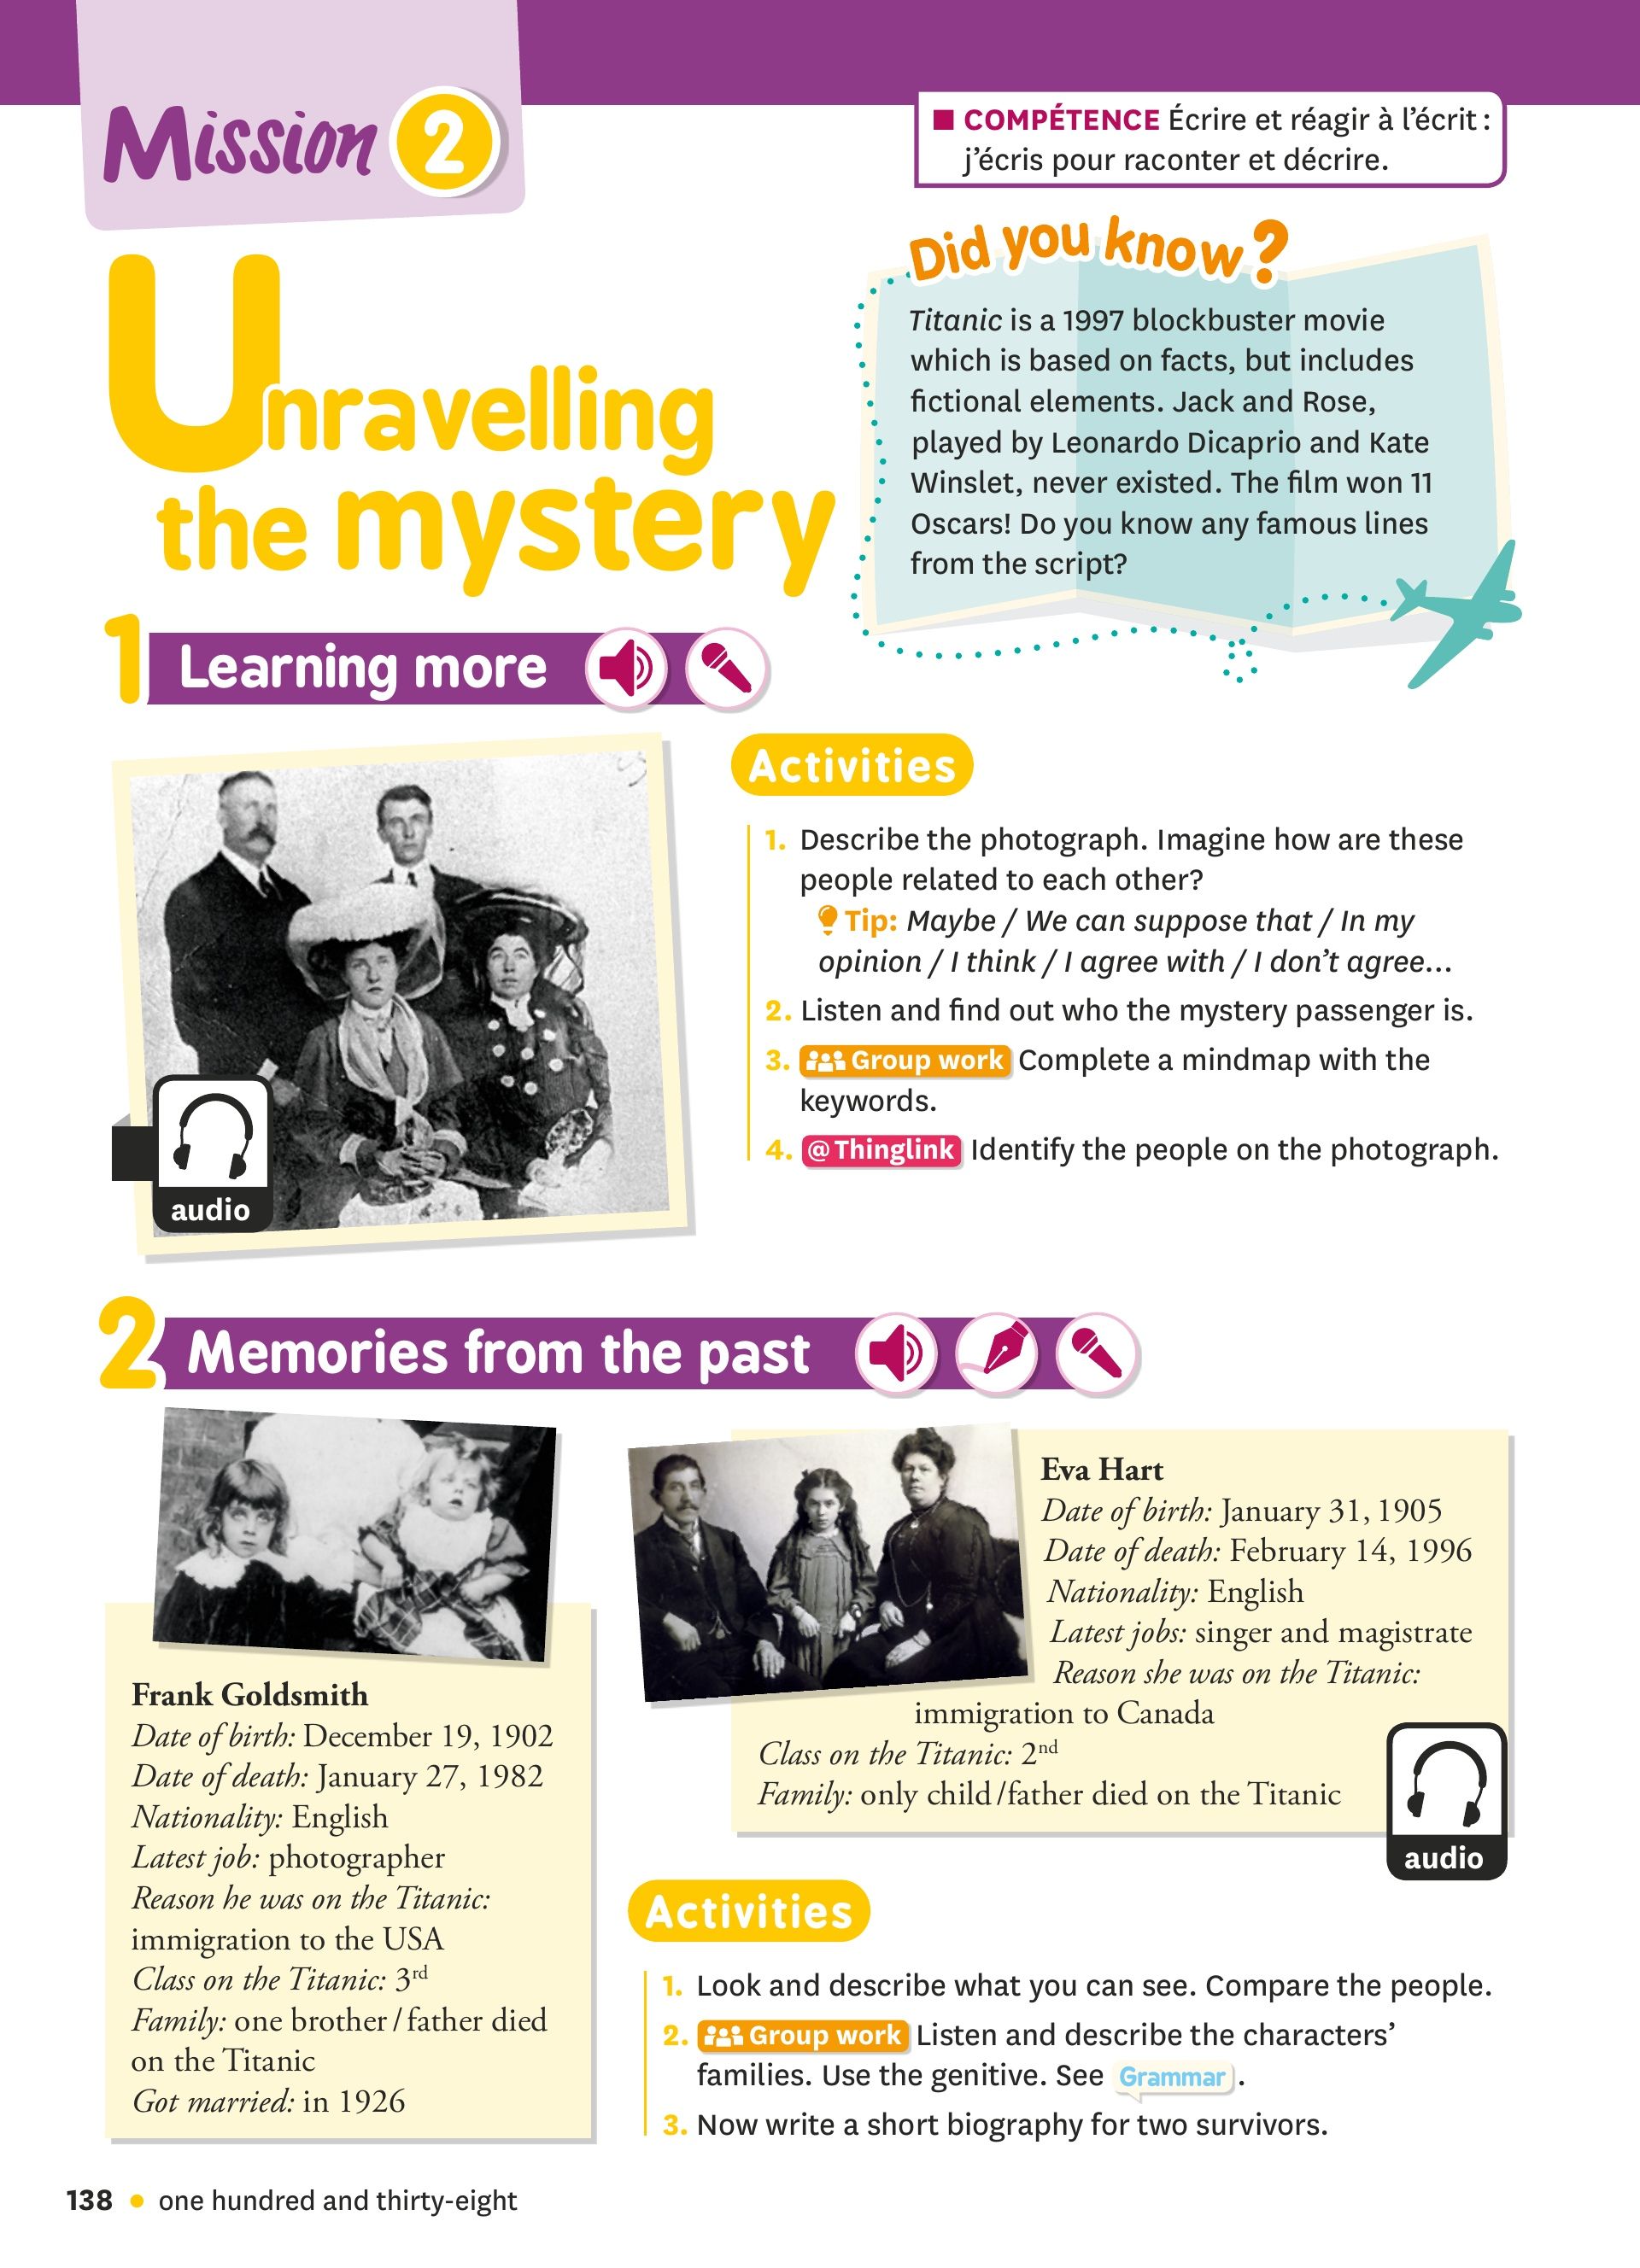 Mission 2
■ COMPÉTENCE Écrire et réagir à l'écrit :
j'écris pour raconter et décrire.
Unravelling
the mystery
Did you know?
Titanic is a 1997 blockbuster movie
which is based on facts, but includes
fictional elements. Jack and Rose,
played by Leonardo Dicaprio and Kate
Winslet, never existed. The film won 11
Oscars! Do you know any famous lines
from the script?
1 Learning more
audio
Activities
1. Describe the photograph. Imagine how are these
people related to each other?
Tip: Maybe / We can suppose that / In my
opinion / I think / I agree with / I don't agree...
2. Listen and find out who the mystery passenger is.
3. Group work Complete a mindmap with the
keywords.
4. @Thinglink Identify the people on the photograph.
2 Memories from the past
Frank Goldsmith
Date of birth: December 19, 1902
Date of death: January 27, 1982
Nationality: English
Latest job: photographer
Reason he was on the Titanic:
immigration to the USA
Class on the Titanic: 3rd
Family: one brother / father died
on the Titanic
Got married: in 1926
Eva Hart
Date of birth: January 31, 1905
Date of death: February 14, 1996
Nationality: English
Latest jobs: singer and magistrate
Reason she was on the Titanic:
immigration to Canada
Class on the Titanic: 2nd
Family: only child / father died on the Titanic
audio
Activities
1. Look and describe what you can see. Compare the people.
2. Group work Listen and describe the characters'
families. Use the genitive. See Grammar .
3. Now write a short biography for two survivors.
138 • one hundred and thirty-eight